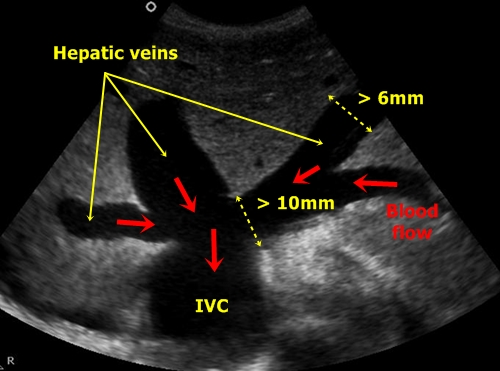 Hepatic veins
> 6mm
> 10mm
Blood
flow
IVC
R